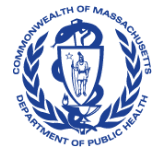 COMMONWEALTH OF MASSACHUSETTS
DEPARTMENT OF PUBLIC HEALTH